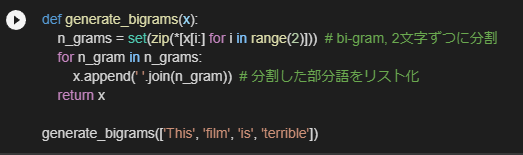 def generate_bigrams(x):
    n_grams = set(zip(*[x[i:] for i in range(2)]))  # bi-gram, 2文字ずつに分割
    for n_gram in n_grams:
        x.append(' '.join(n_gram))  # 分割した部分語をリスト化
    return x

generate_bigrams(['This', 'film', 'is', 'terrible'])